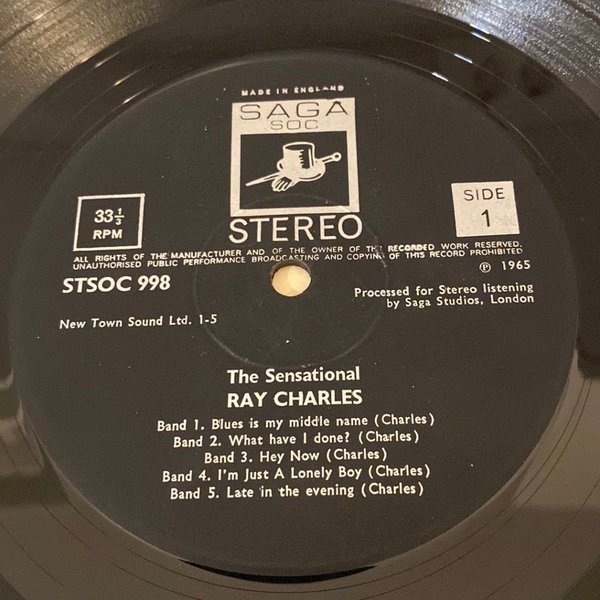 MADE IN ENGLAND
SAGA
SOC
STEREO
33⅓
RPM
SIDE
1
ALL RIGHTS OF THE MANUFACTURER AND OF THE OWNER OF THE RECORDED WORK RESERVED.
UNAUTHORISED PUBLIC PERFORMANCE BROADCASTING AND COPYING OF THIS RECORD PROHIBITED
STSOC 998
℗ 1965
Processed for Stereo listening
by Saga Studios, London
New Town Sound Ltd. 1-5
The Sensational
RAY CHARLES
Band 1. Blues is my middle name (Charles)
Band 2. What have I done? (Charles)
Band 3. Hey Now (Charles)
Band 4. I'm Just A Lonely Boy (Charles)
Band 5. Late in the evening (Charles)